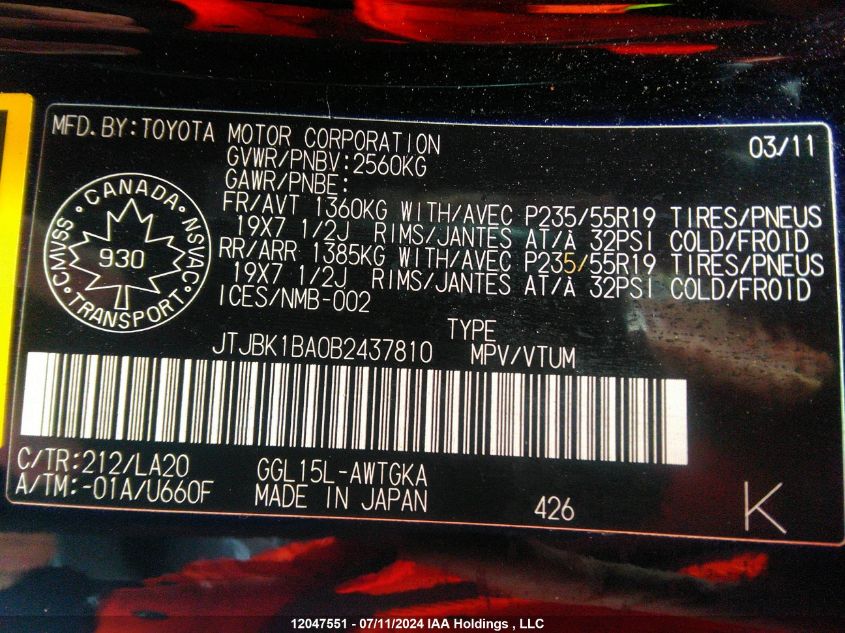 MFD.BY:TOYOTA MOTOR CORPORATION 03/11
GVWR/PNBV:2560KG
GAWR/PNBE:
FR/AVT 1360KG WITH/AVEC P235/55R19 TIRES/PNEUS
19X7 1/2J RIMS/JANTES AT/À 32PSI COLD/FROID
RR/ARR 1385KG WITH/AVEC P235/55R19 TIRES/PNEUS
19X7 1/2J RIMS/JANTES AT/À 32PSI COLD/FROID
ICES/NMB-002
CANADA
CMVSS NSVAC
930
TRANSPORT
TYPE
JTJBK1BA0B2437810 MPV/VTUM
C/TR:212/LA20 GGL15L-AWTGKA
A/TM:-01A/U660F MADE IN JAPAN 426 K
12047551 - 07/11/2024 IAA Holdings , LLC